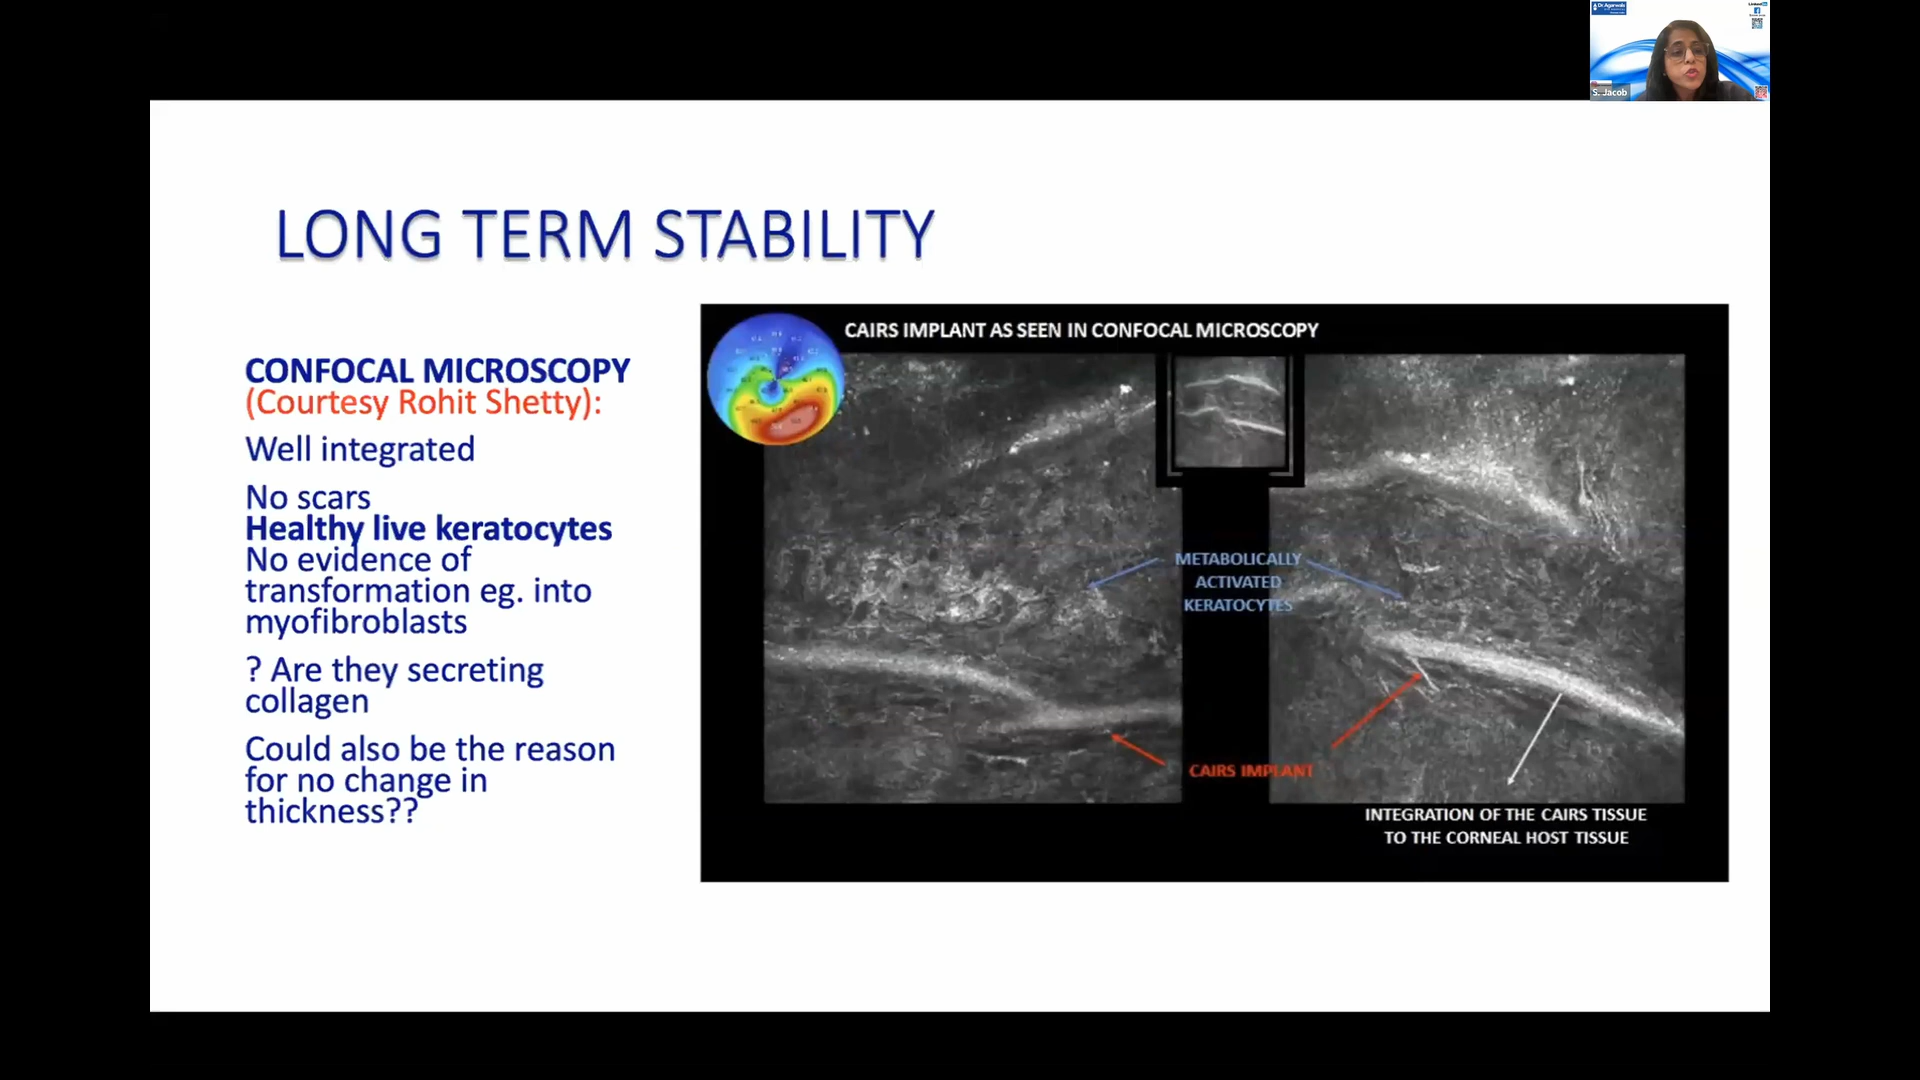 Dr Agarwals
LinkedIn
S. Jacob
LONG TERM STABILITY
CONFOCAL MICROSCOPY
(Courtesy Rohit Shetty):
Well integrated
No scars
Healthy live keratocytes
No evidence of
transformation eg. into
myofibroblasts
? Are they secreting
collagen
Could also be the reason
for no change in
thickness??
CAIRS IMPLANT AS SEEN IN CONFOCAL MICROSCOPY
METABOLICALLY
ACTIVATED
KERATOCYTES
CAIRS IMPLANT
INTEGRATION OF THE CAIRS TISSUE
TO THE CORNEAL HOST TISSUE